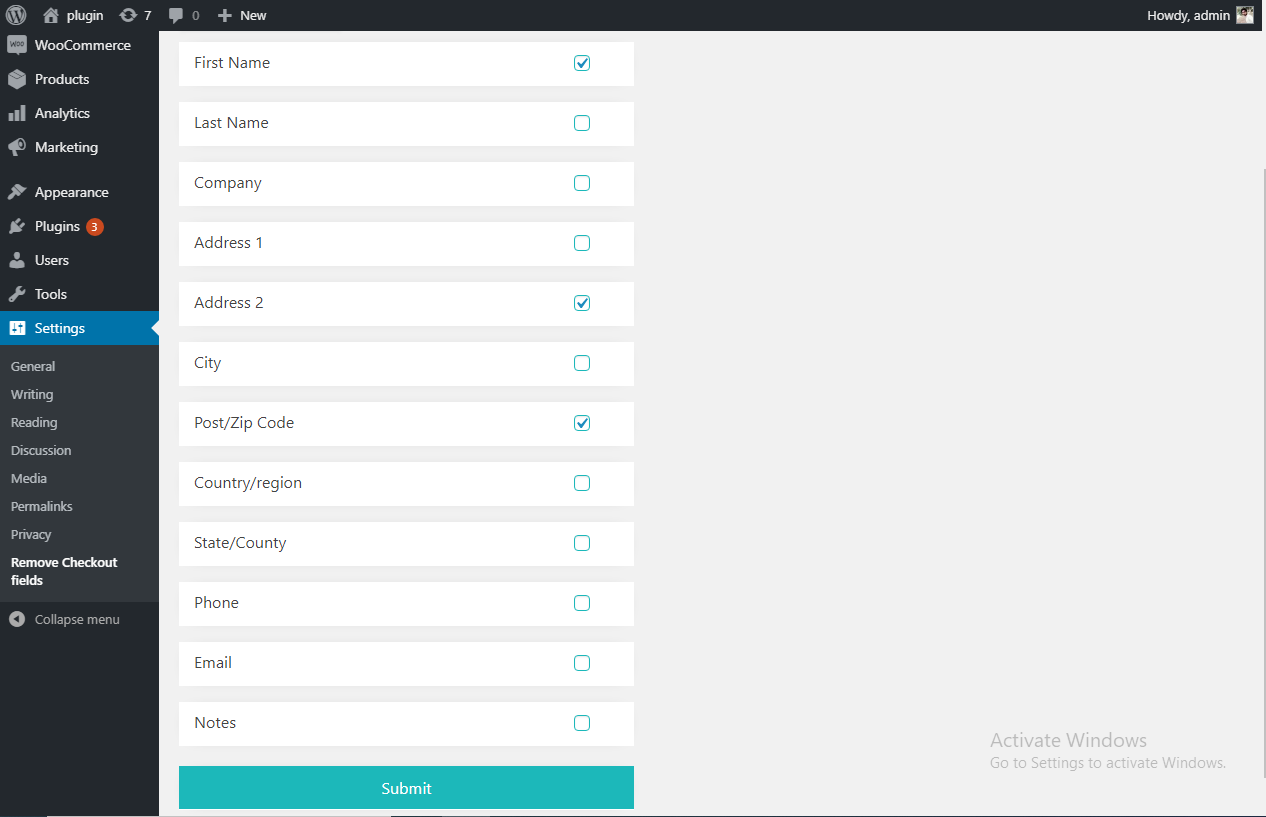 plugin 7 0 New Howdy, admin
WOO WooCommerce
Products
Analytics
Marketing
Appearance
Plugins 3
Users
Tools
Settings
General
Writing
Reading
Discussion
Media
Permalinks
Privacy
Remove Checkout
fields
Collapse menu
First Name
Last Name
Company
Address 1
Address 2
City
Post/Zip Code
Country/region
State/County
Phone
Email
Notes
Submit
Activate Windows
Go to Settings to activate Windows.